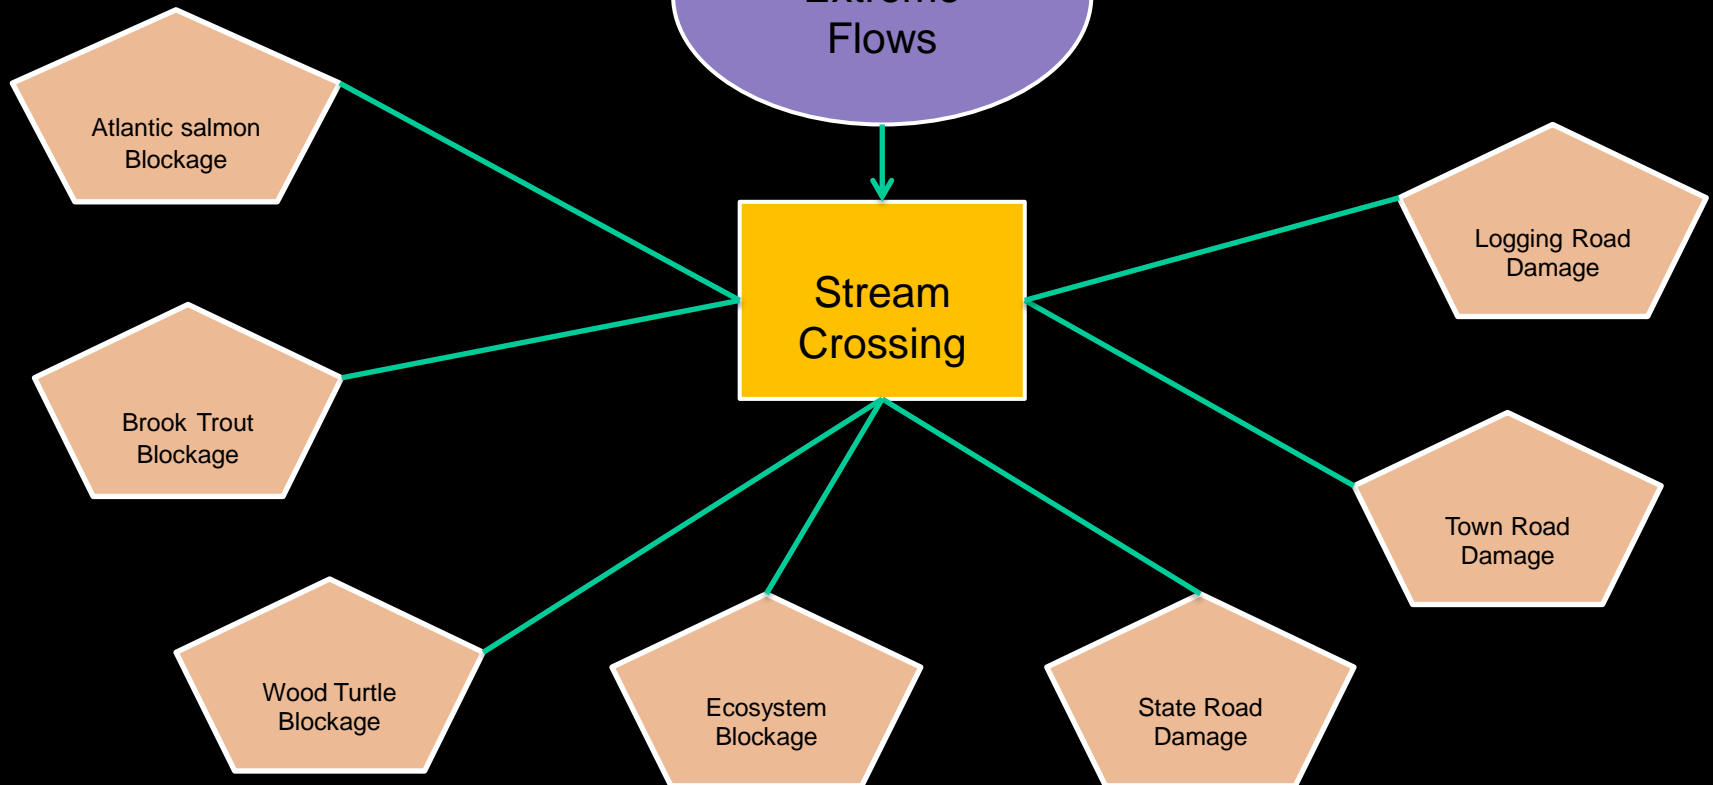 Extreme
Flows
Atlantic salmon
Blockage
Stream
Crossing
Logging Road
Damage
Brook Trout
Blockage
Town Road
Damage
Wood Turtle
Blockage
Ecosystem
Blockage
State Road
Damage